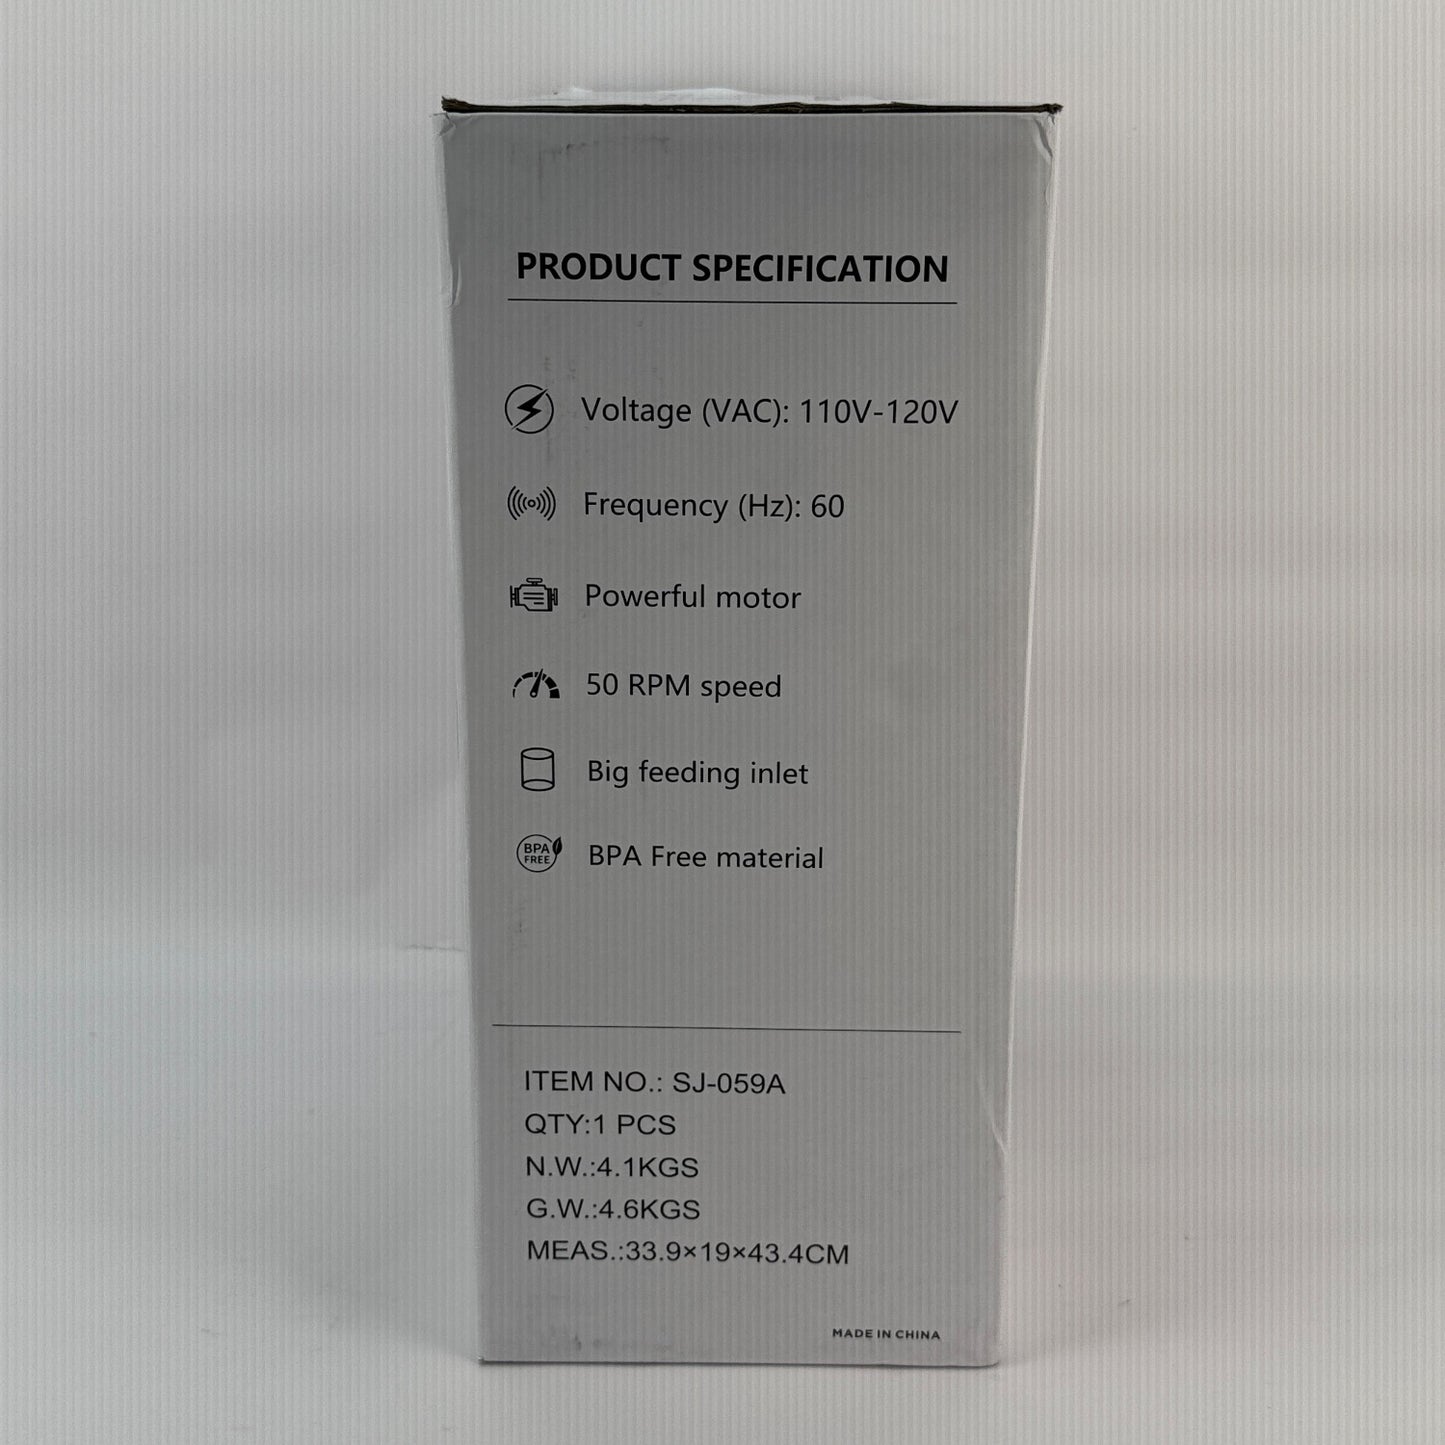 PRODUCT SPECIFICATION
Voltage (VAC): 110V-120V
Frequency (Hz): 60
Powerful motor
50 RPM speed
Big feeding inlet
BPA
FREE
BPA Free material
ITEM NO.: SJ-059A
QTY:1 PCS
N.W.:4.1KGS
G.W.:4.6KGS
MEAS.:33.9×19×43.4CM
MADE IN CHINA